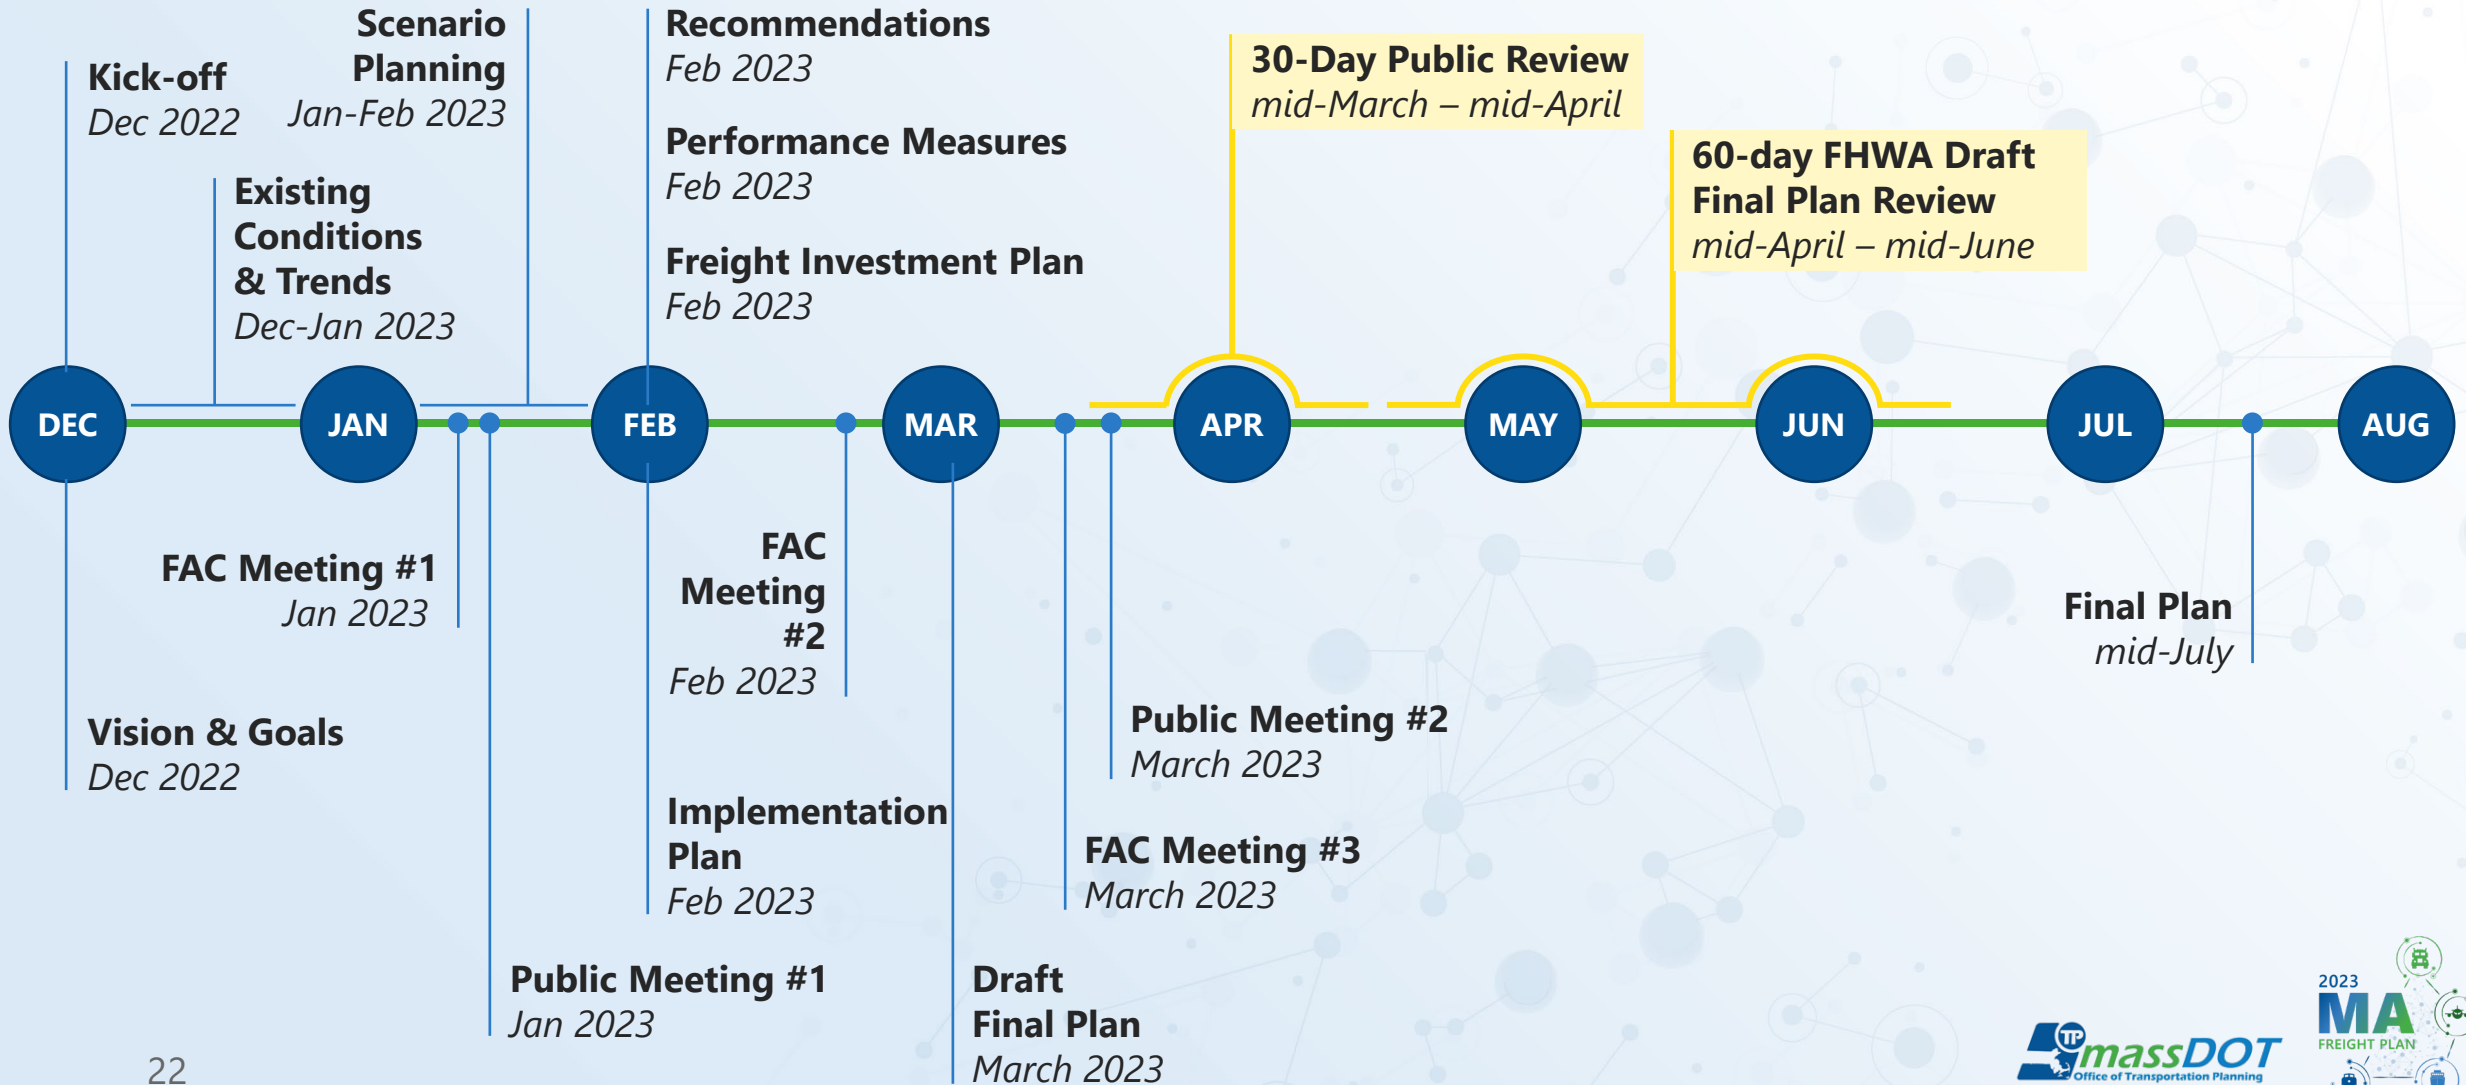 Kick-off
Dec 2022
Scenario
Planning
Jan-Feb 2023
Existing
Conditions
& Trends
Dec-Jan 2023
Recommendations
Feb 2023
Performance Measures
Feb 2023
Freight Investment Plan
Feb 2023
30-Day Public Review
mid-March – mid-April
60-day FHWA Draft
Final Plan Review
mid-April – mid-June
DEC
JAN
FEB
MAR
APR
MAY
JUN
JUL
AUG
FAC Meeting #1
Jan 2023
FAC
Meeting
#2
Feb 2023
Final Plan
mid-July
Vision & Goals
Dec 2022
Public Meeting #2
March 2023
Implementation
Plan
Feb 2023
FAC Meeting #3
March 2023
Public Meeting #1
Jan 2023
Draft
Final Plan
March 2023
22
TP
massDOT
Office of Transportation Planning
2023
MA
FREIGHT PLAN